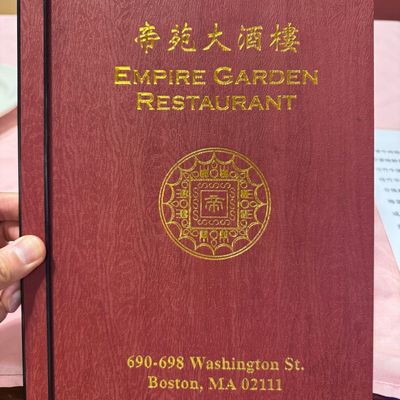 帝苑大酒樓
EMPIRE GARDEN
RESTAURANT
帝
690-698 Washington St.
Boston, MA 02111